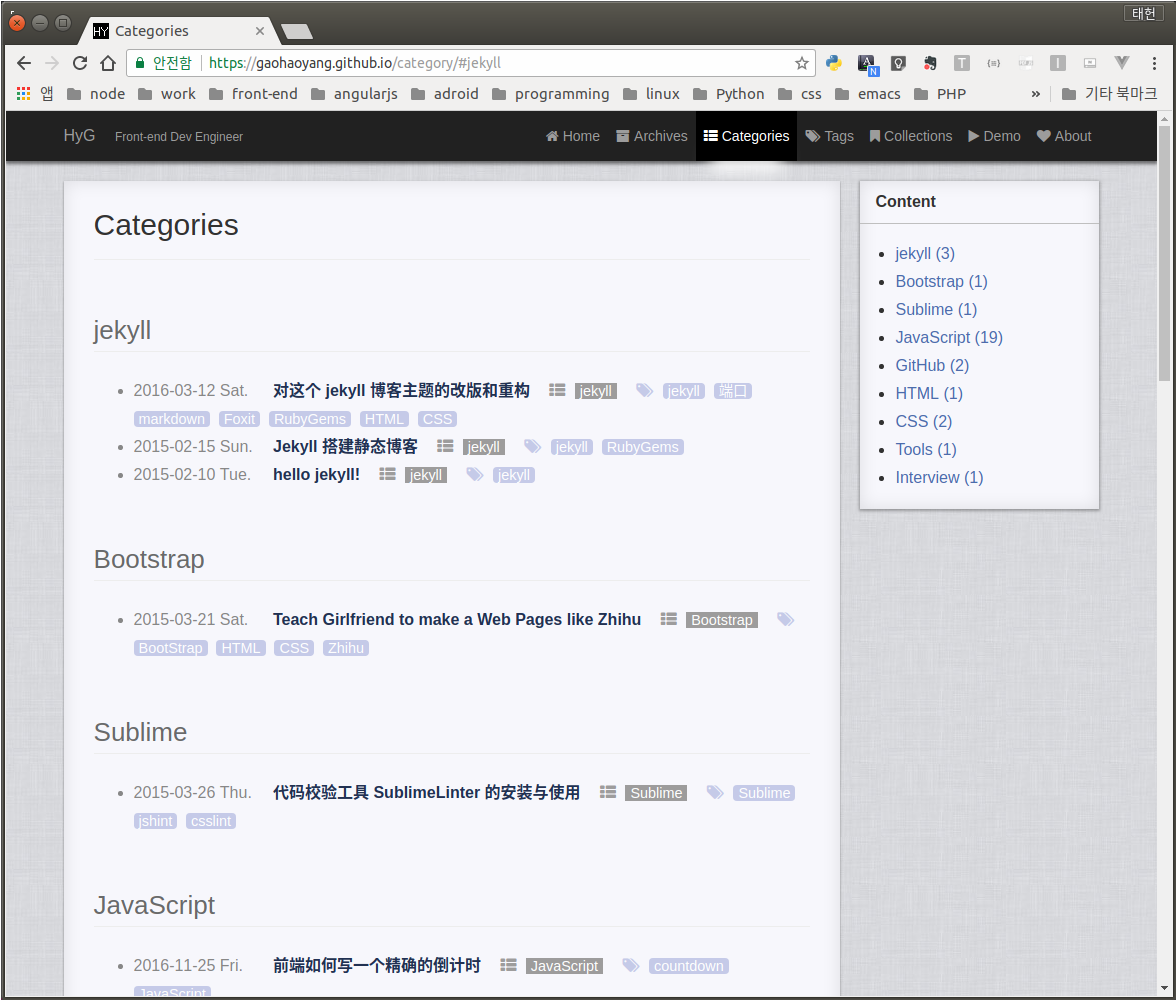 태헌
HY Categories
안전함 https://gaohaoyang.github.io/category/#jekyll
앱 node work front-end angularjs adroid programming linux Python css emacs PHP » 기타 북마크
HyG Front-end Dev Engineer Home Archives Categories Tags Collections Demo About
Categories
jekyll
2016-03-12 Sat. 对这个 jekyll 博客主题的改版和重构 jekyll jekyll 端口
markdown Foxit RubyGems HTML CSS
2015-02-15 Sun. Jekyll 搭建静态博客 jekyll jekyll RubyGems
2015-02-10 Tue. hello jekyll! jekyll jekyll
Bootstrap
2015-03-21 Sat. Teach Girlfriend to make a Web Pages like Zhihu Bootstrap
BootStrap HTML CSS Zhihu
Sublime
2015-03-26 Thu. 代码校验工具 SublimeLinter 的安装与使用 Sublime Sublime
jshint csslint
JavaScript
2016-11-25 Fri. 前端如何写一个精确的倒计时 JavaScript countdown
JavaScript
Content
jekyll (3)
Bootstrap (1)
Sublime (1)
JavaScript (19)
GitHub (2)
HTML (1)
CSS (2)
Tools (1)
Interview (1)